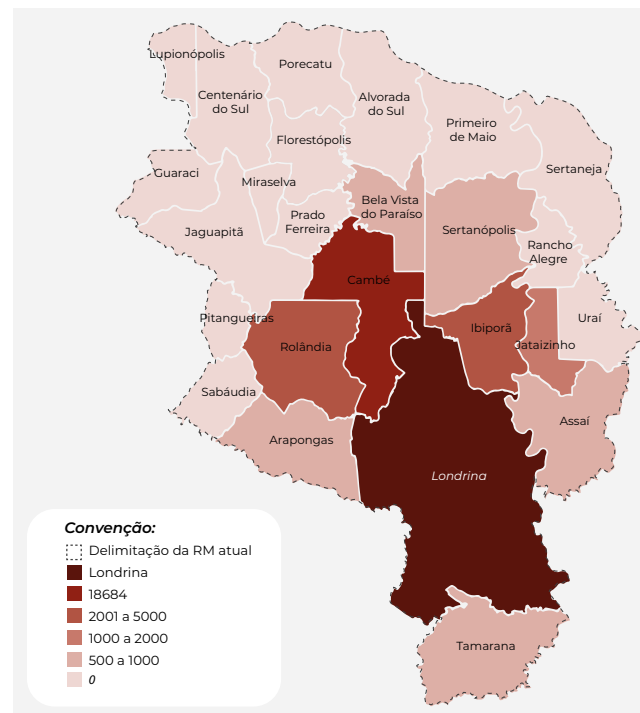 Lupionópolis
Porecatu
Centenário
do Sul
Alvorada
do Sul
Primeiro
de Maio
Florestópolis
Sertaneja
Guaraci
Miraselva
Bela Vista
do Paraíso
Prado
Ferreira
Jaguapitã
Sertanópolis
Rancho
Alegre
Cambé
Pitangueiras
Uraí
Ibiporã
Jataizinho
Rolândia
Sabáudia
Assaí
Arapongas
Londrina
Tamarana
Convenção:
Delimitação da RM atual
Londrina
18684
2001 a 5000
1000 a 2000
500 a 1000
0